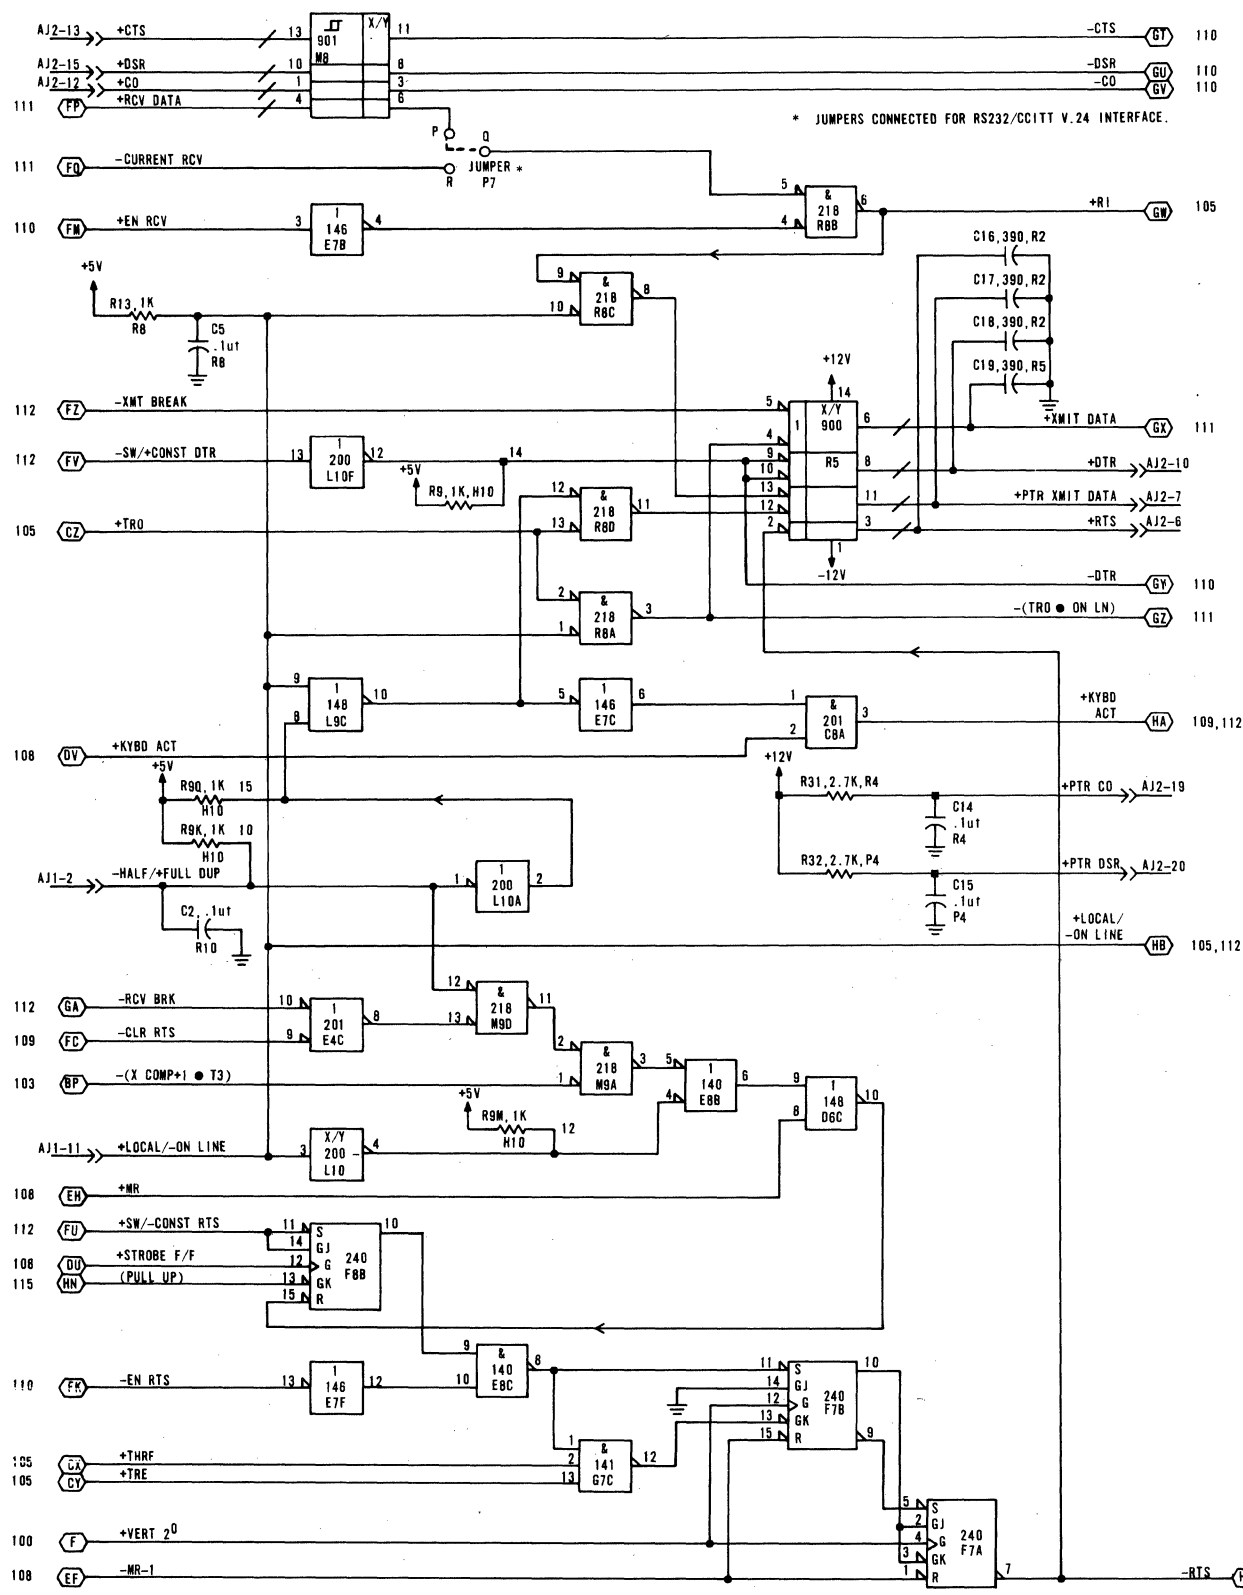 AJ2-13 +CTS 13 901 M8 X/Y 11 -CTS GT 110
AJ2-15 +DSR 10 8 -DSR GU 110
AJ2-12 +CO 1 3 -CO GV 110
111 FP +RCV DATA 4 6
* JUMPERS CONNECTED FOR RS232/CCITT V.24 INTERFACE.
P Q
111 FQ -CURRENT RCV R JUMPER *
P7
5 & 218 R8B 6 +RI GW 105
110 FM +EN RCV 3 1 146 E7B 4 4
C16,390,R2
+5V
9 & 218 R8C 8
C17,390,R2
R13,1K
R8
10
C5
.1uf
R8
C18,390,R2
+12V
C19,390,R5
14
112 FZ -XMT BREAK 5 X/Y 900 1 6 +XMIT DATA GX 111
4
112 FV -SW/+CONST DTR 13 1 200 L10F 12 14 9 R5 8 +DTR AJ2-10
+5V
R9,1K,H10
10
13
12 & 218 R8D 11 12 11 +PTR XMIT DATA AJ2-7
105 CZ +TRO 13 2 3 +RTS AJ2-6
1
-12V
-DTR GY 110
2 & 218 R8A 3 -(TRO ● ON LN) GZ 111
1
9 1 148 L9C 10 5 1 146 E7C 6 1 & 201 C8A 3 +KYBD
ACT HA 109,112
8
2
108 DV +KYBD ACT
+5V
+12V
R9Q,1K 15
H10
R31,2.7K,R4 +PTR CO AJ2-19
C14
.1uf
R4
R9K,1K 10
H10
R32,2.7K,P4 +PTR DSR AJ2-20
AJ1-2 -HALF/+FULL DUP 1 1 200 L10A 2
C15
.1uf
P4
C2,.1uf
R10
+LOCAL/
-ON LINE HB 105,112
112 GA -RCV BRK 10 1 201 E4C 8 12 & 218 M9D 11
109 FC -CLR RTS 9 13
2 & 218 M9A 3 5 1 140 E8B 6 9 1 148 D6C 10
103 BP -(X COMP+1 ● T3) 1
+5V
4
8
R9M,1K 12
H10
AJ1-11 +LOCAL/-ON LINE 3 X/Y 200 - L10 4
108 EH +MR
112 FU +SW/-CONST RTS 11 S 10
14 GJ
108 DU +STROBE F/F 12 G 240
115 HN (PULL UP) 13 GK F8B
15 R
9 & 140 E8C 8 11 S 10
110 FK -EN RTS 13 1 146 E7F 12 10 14 GJ
12 G 240
13 GK F7B
15 R 9
1
105 CX +THRF 2 & 141 G7C 12
105 CY +TRE 13
5 S
2 GJ
100 F +VERT 2⁰ 4 G 240
3 GK F7A
108 EF -MR-1 1 R 7 -RTS